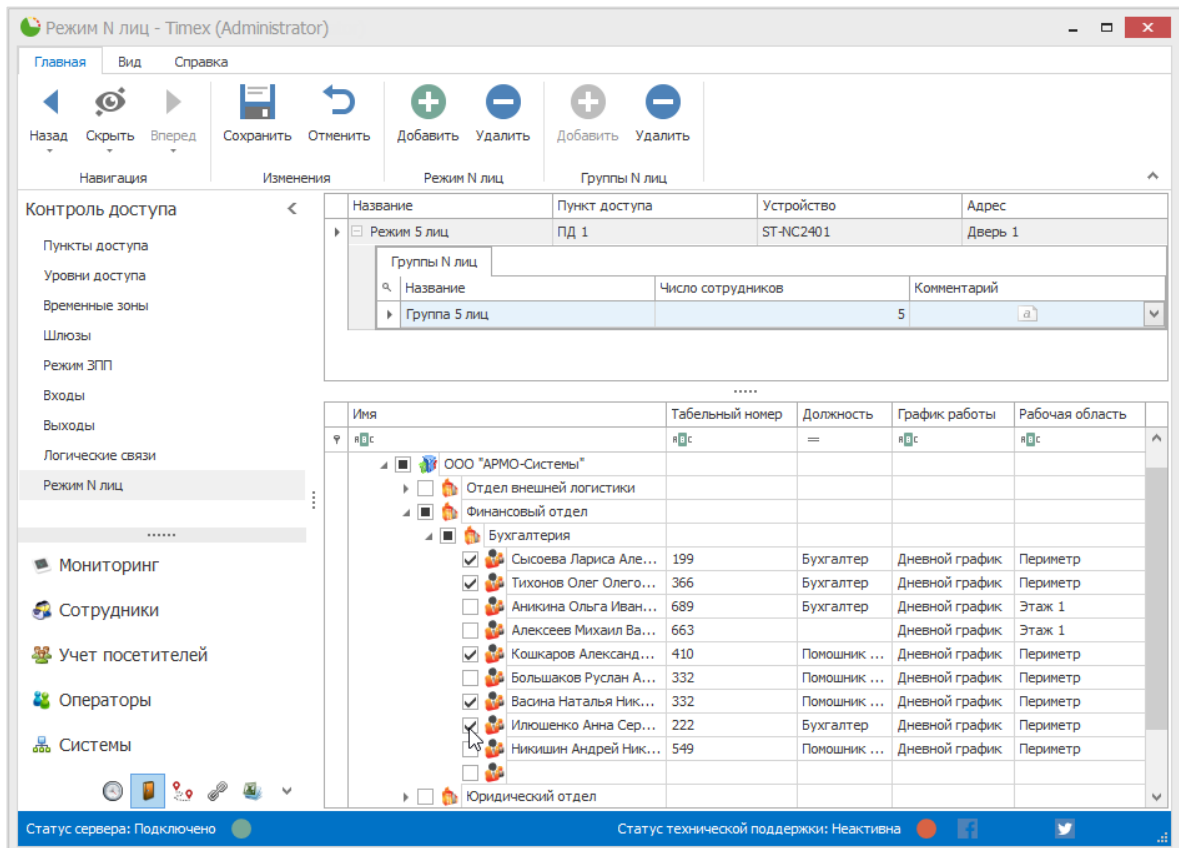 Режим N лиц - Timex (Administrator)
Главная Вид Справка
Назад Скрыть Вперед Сохранить Отменить Добавить Удалить Добавить Удалить
Навигация Изменения Режим N лиц Группы N лиц
Контроль доступа
Пункты доступа
Уровни доступа
Временные зоны
Шлюзы
Режим ЗПП
Входы
Выходы
Логические связи
Режим N лиц
Мониторинг
Сотрудники
Учет посетителей
Операторы
Системы
Название Пункт доступа Устройство Адрес
Режим 5 лиц ПД 1 ST-NC2401 Дверь 1
Группы N лиц
Название Число сотрудников Комментарий
Группа 5 лиц 5 a
Имя Табельный номер Должность График работы Рабочая область
ABC ABC = ABC ABC
ООО "АРМО-Системы"
Отдел внешней логистики
Финансовый отдел
Бухгалтерия
Сысоева Лариса Але... 199 Бухгалтер Дневной график Периметр
Тихонов Олег Олего... 366 Бухгалтер Дневной график Периметр
Аникина Ольга Иван... 689 Бухгалтер Дневной график Этаж 1
Алексеев Михаил Ва... 663 Дневной график Этаж 1
Кошкаров Александ... 410 Помошник ... Дневной график Периметр
Большаков Руслан А... 332 Помошник ... Дневной график Периметр
Васина Наталья Ник... 332 Помошник ... Дневной график Периметр
Илюшенко Анна Сер... 222 Бухгалтер Дневной график Периметр
Никишин Андрей Ник... 549 Помошник ... Дневной график Периметр
Юридический отдел
Статус сервера: Подключено Статус технической поддержки: Неактивна